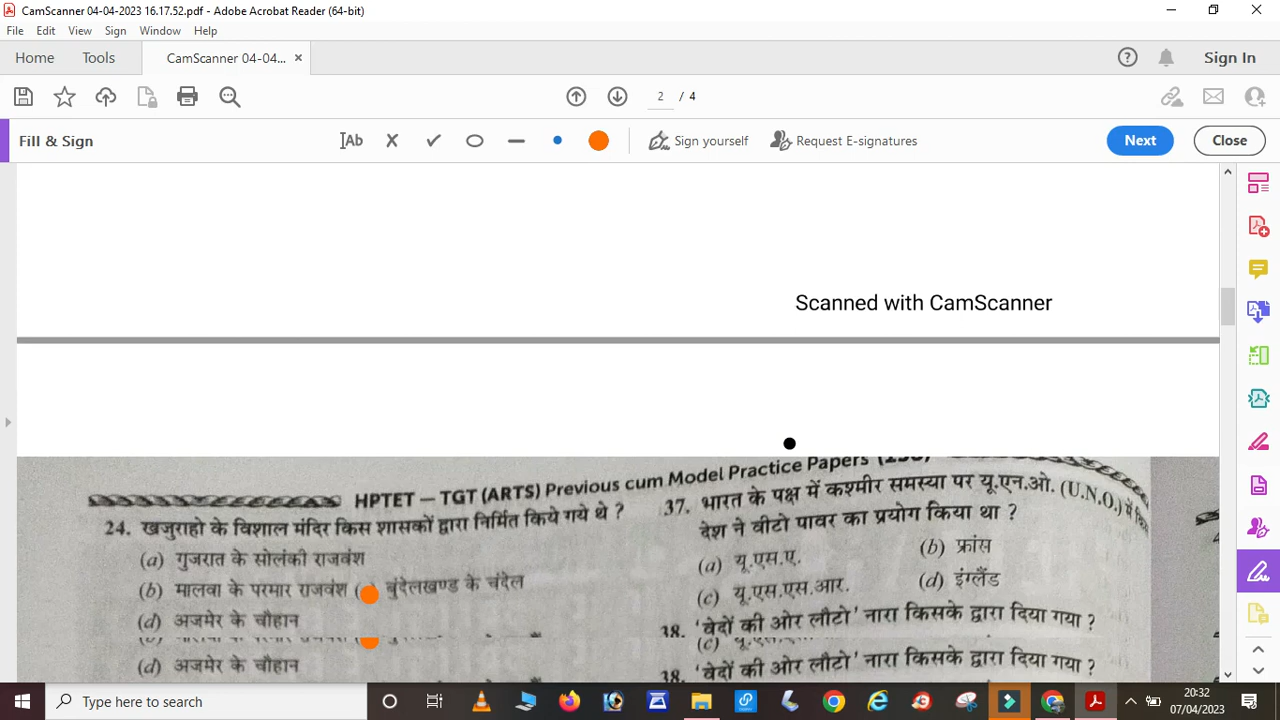 CamScanner 04-04-2023 16.17.52.pdf - Adobe Acrobat Reader (64-bit)
File Edit View Sign Window Help
Home Tools CamScanner 04-04... ×
Sign In
2 / 4
Fill & Sign
Ab
Sign yourself
Request E-signatures
Next
Close
Scanned with CamScanner
HPTET – TGT (ARTS) Previous cum Model Practice Papers
24. खजुराहो के विशाल मंदिर किस शासकों द्वारा निर्मित किये गये थे ?
(a) गुजरात के सोलंकी राजवंश
(b) मालवा के परमार राजवंश बुंदेलखण्ड के चंदेल
(d) अजमेर के चौहान
(d) अजमेर के चौहान
37. भारत के पक्ष में कश्मीर समस्या पर यू.एन.ओ. (U.N.O.) में
देश ने वीटो पावर का प्रयोग किया था ?
(a) यू.एस.ए. (b) फ्रांस
(c) यू.एस.एस.आर. (d) इंग्लैंड
38. 'वेदों की ओर लौटो' नारा किसके द्वारा दिया गया ?
38. 'वेदों की ओर लौटो' नारा किसके द्वारा दिया गया ?
Type here to search
20:32
07/04/2023